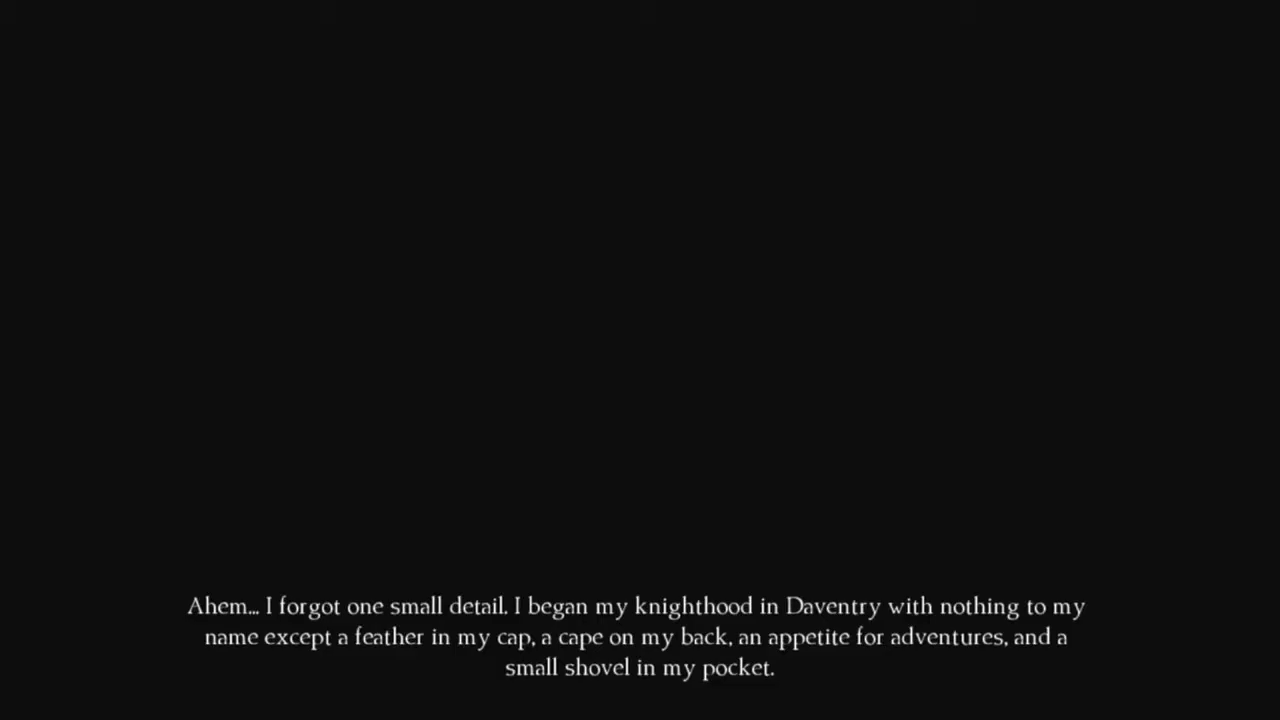 Ahem... I forgot one small detail. I began my knighthood in Daventry with nothing to my
name except a feather in my cap, a cape on my back, an appetite for adventures, and a
small shovel in my pocket.